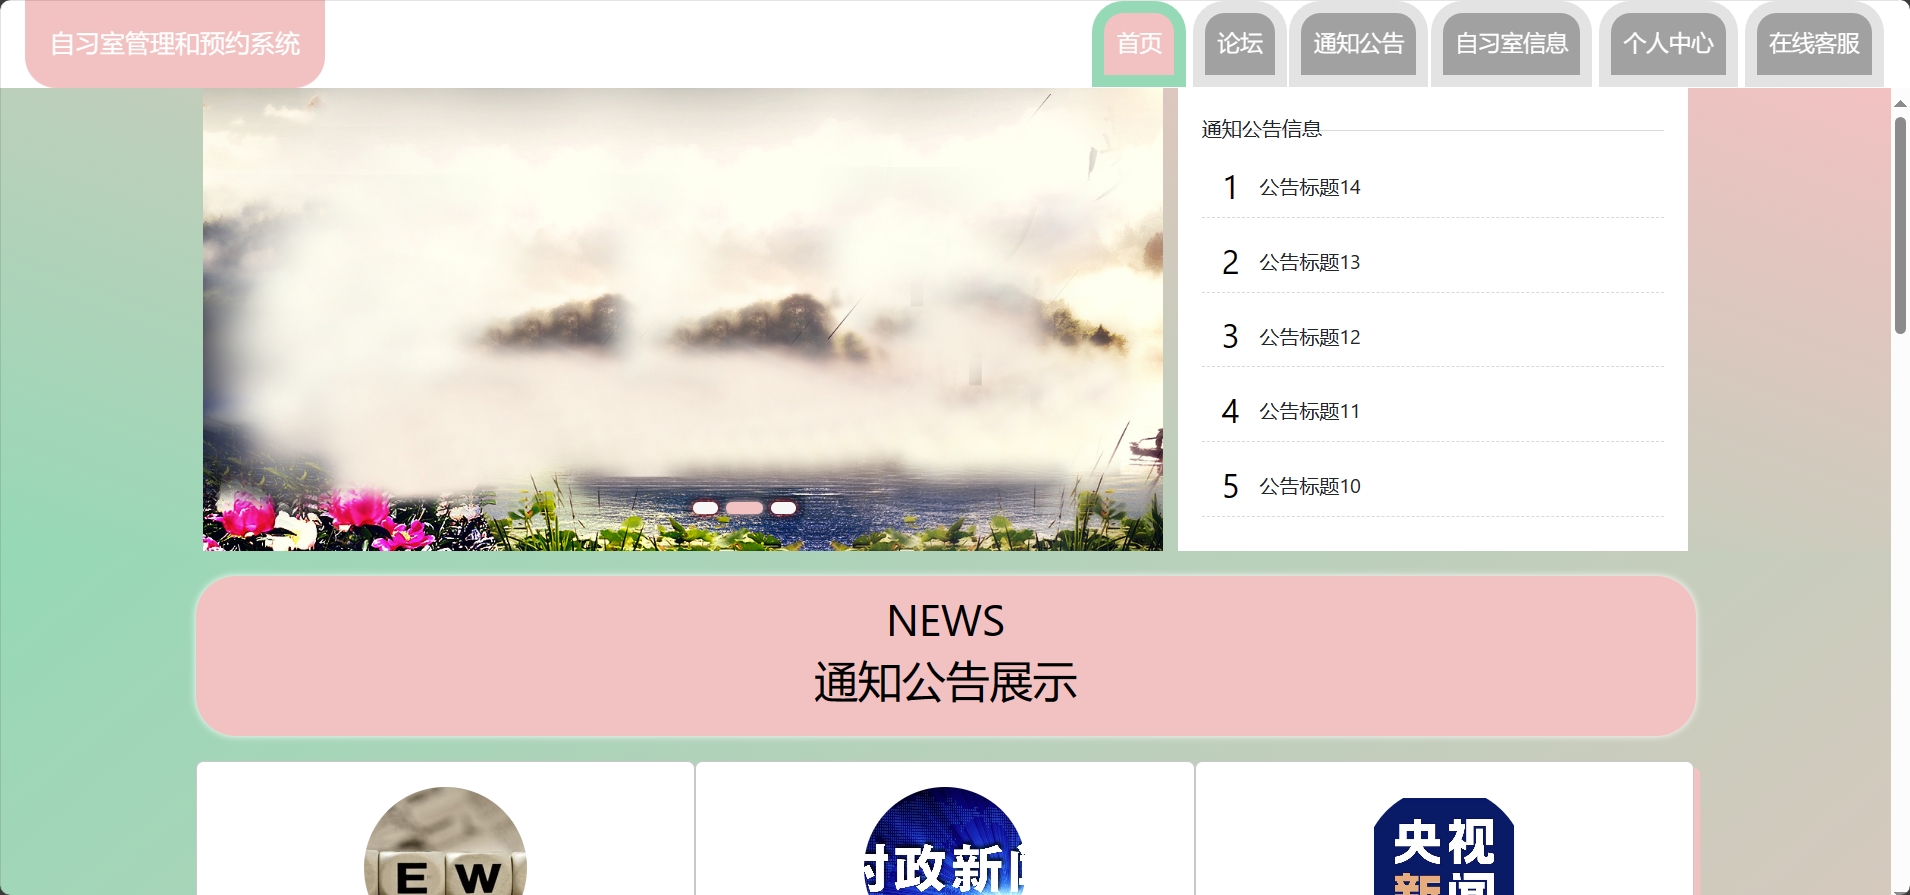 自习室管理和预约系统
首页
论坛
通知公告
自习室信息
个人中心
在线客服
通知公告信息
1 公告标题14
2 公告标题13
3 公告标题12
4 公告标题11
5 公告标题10
NEWS
通知公告展示
E W
时政新闻
央视
新闻